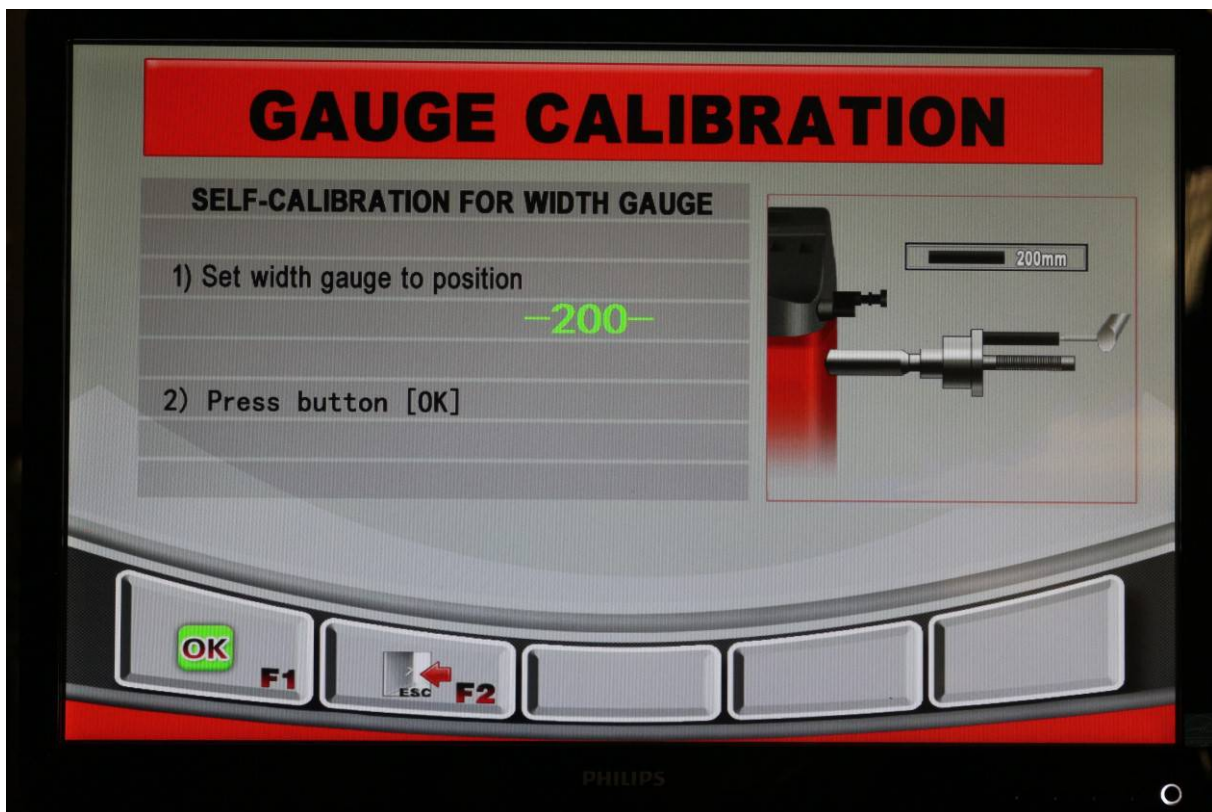 GAUGE CALIBRATION
SELF-CALIBRATION FOR WIDTH GAUGE
1) Set width gauge to position
-200-
2) Press button [OK]
200mm
OK
F1
ESC
F2
PHILIPS